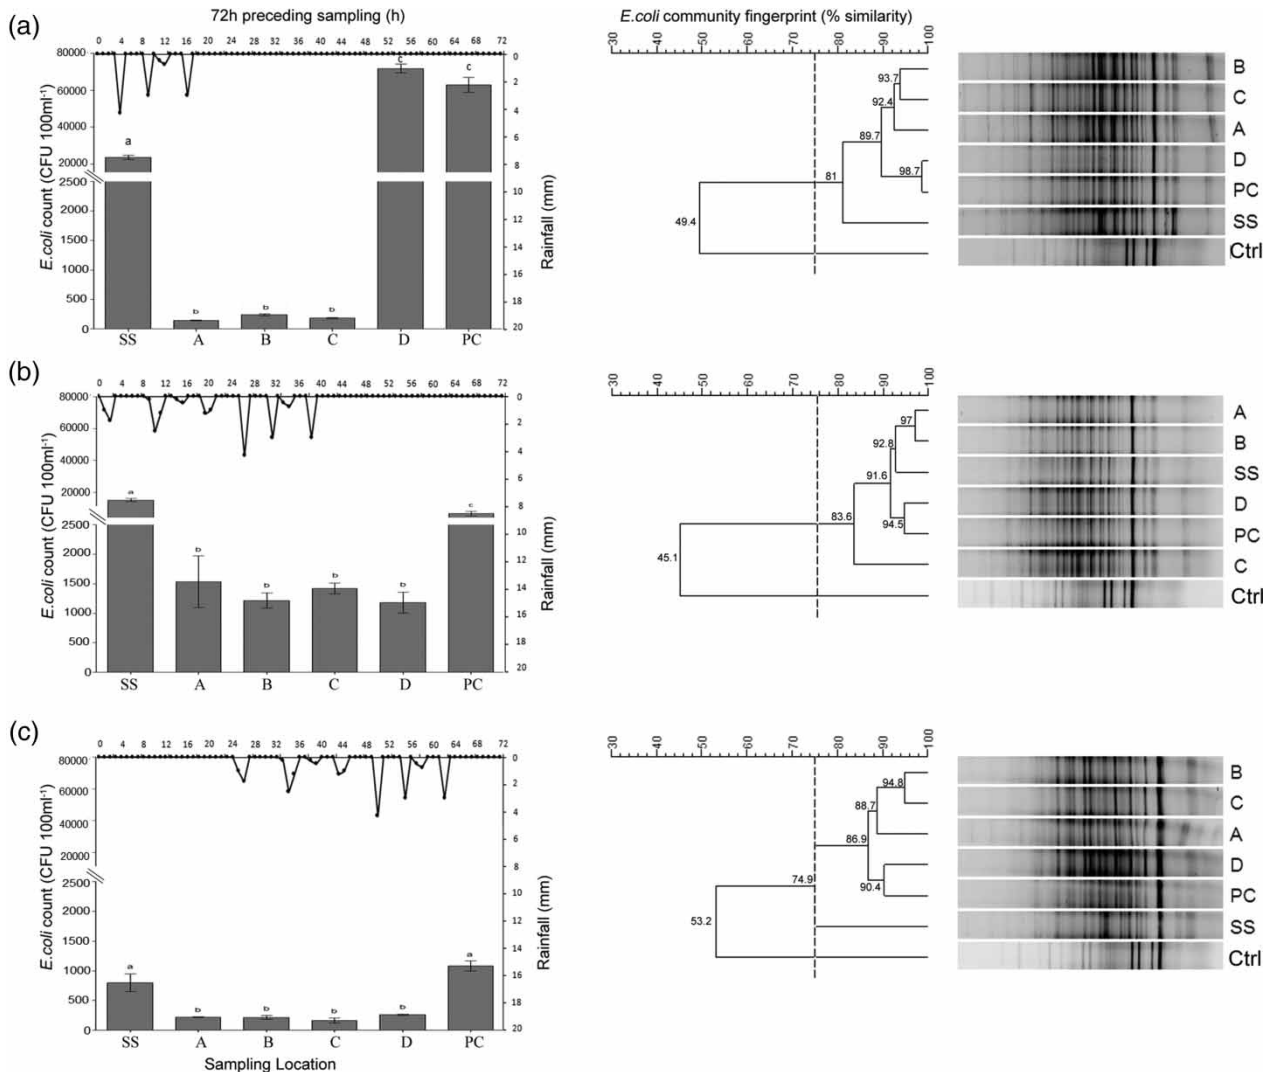 (a)
72h preceding sampling (h)
0 4 8 12 16 20 24 28 32 36 40 44 48 52 56 60 64 68 72
80000
60000
40000
20000
2500
2000
1500
1000
500
0
E.coli count (CFU 100ml-1)
0
2
4
6
8
10
12
14
16
18
20
Rainfall (mm)
a
b
b
b
c
c
SS A B C D PC
E.coli community fingerprint (% similarity)
30 40 50 60 70 80 90 100
93.7
92.4
89.7
98.7
81
49.4
B
C
A
D
PC
SS
Ctrl
(b)
0 4 8 12 16 20 24 28 32 36 40 44 48 52 56 60 64 68 72
80000
60000
40000
20000
2500
2000
1500
1000
500
0
E.coli count (CFU 100ml-1)
0
2
4
6
8
10
12
14
16
18
20
Rainfall (mm)
a
b
b
b
b
c
SS A B C D PC
30 40 50 60 70 80 90 100
97
92.8
91.6
94.5
83.6
45.1
A
B
SS
D
PC
C
Ctrl
(c)
0 4 8 12 16 20 24 28 32 36 40 44 48 52 56 60 64 68 72
80000
60000
40000
20000
2500
2000
1500
1000
500
0
E.coli count (CFU 100ml-1)
0
2
4
6
8
10
12
14
16
18
20
Rainfall (mm)
a
b
b
b
b
a
SS A B C D PC
Sampling Location
30 40 50 60 70 80 90 100
94.8
88.7
86.9
90.4
74.9
53.2
B
C
A
D
PC
SS
Ctrl